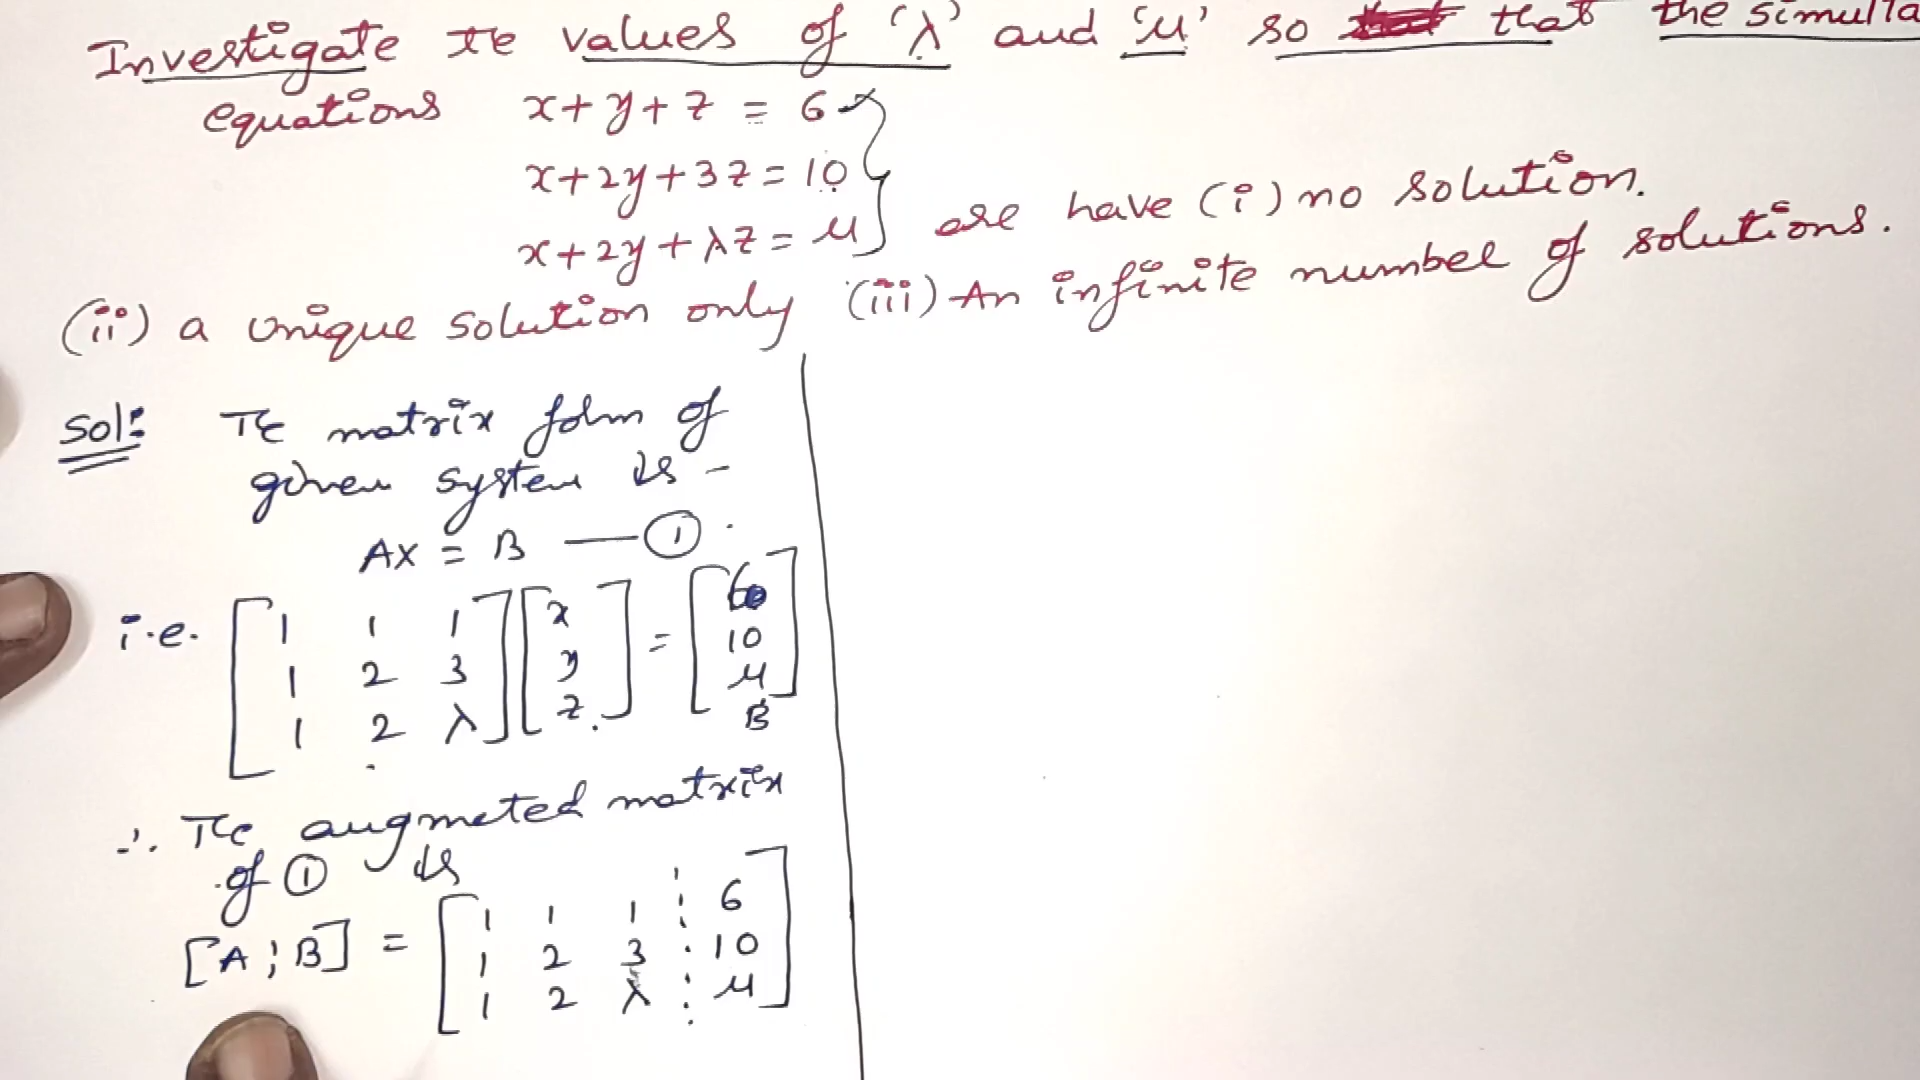 Investigate the values of 'λ' and 'μ' so that the simulta
equations x+y+z = 6
x+2y+3z = 10
x+2y+λz = μ are have (i) no solution.
(ii) a unique solution only (iii) An infinite number of solutions.
Sol: The matrix form of
given system is -
AX = B — ①
i.e. [1 1 1] [x] = [6]
[1 2 3] [y] [10]
[1 2 λ] [z] [μ]
B
∴ The augmeted matrix
of ① is
[A ; B] = [1 1 1 : 6]
[1 2 3 : 10]
[1 2 λ : μ]